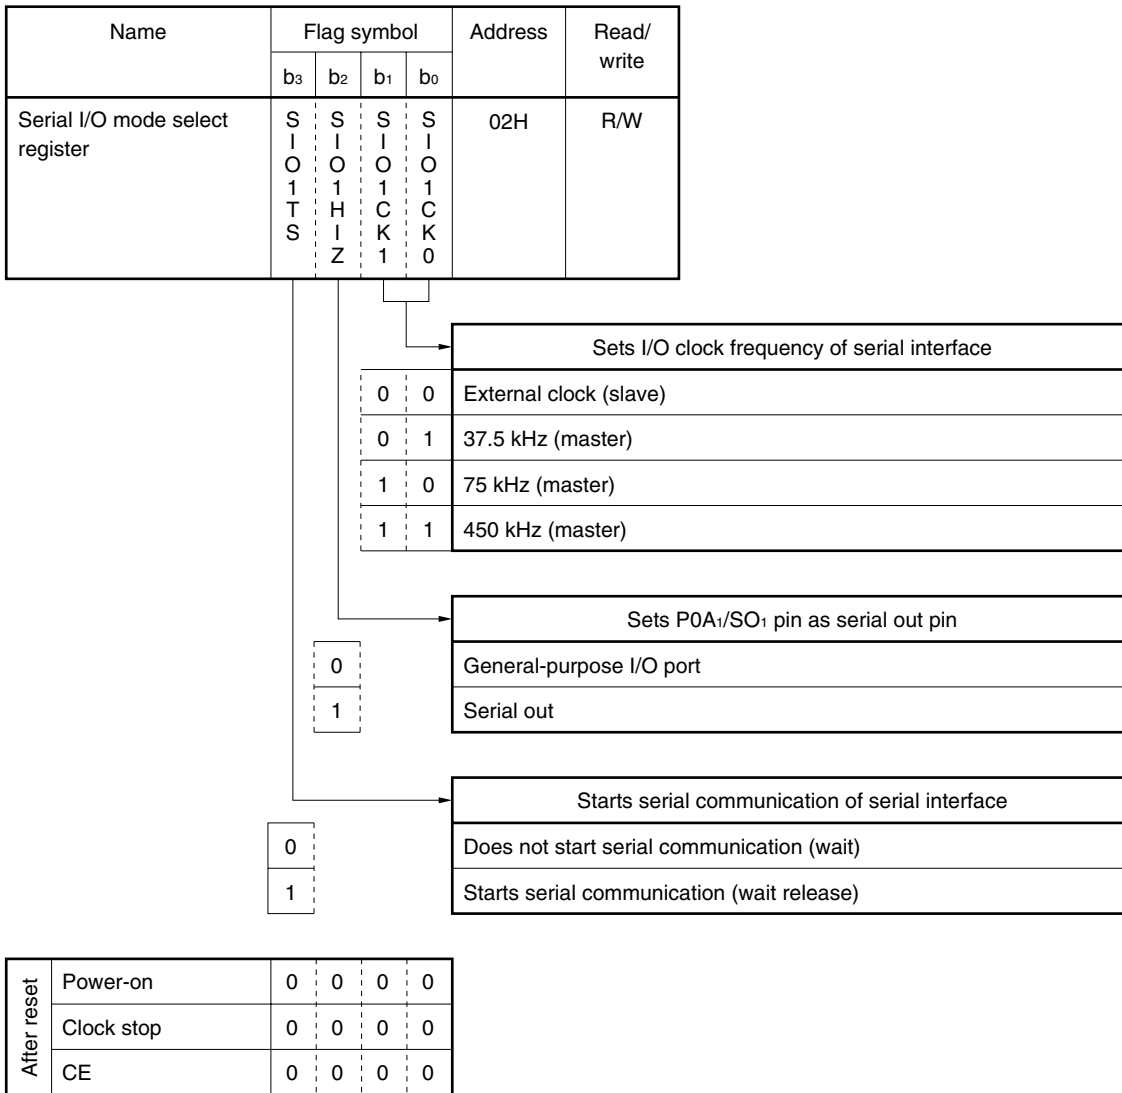 Name Flag symbol Address Read/
write
b3 b2 b1 b0
Serial I/O mode select
register
SIO1TS SIO1HIZ SIO1CK1 SIO1CK0 02H R/W
Sets I/O clock frequency of serial interface
0 0 External clock (slave)
0 1 37.5 kHz (master)
1 0 75 kHz (master)
1 1 450 kHz (master)
Sets P0A1/SO1 pin as serial out pin
0 General-purpose I/O port
1 Serial out
Starts serial communication of serial interface
0 Does not start serial communication (wait)
1 Starts serial communication (wait release)
After reset
Power-on 0 0 0 0
Clock stop 0 0 0 0
CE 0 0 0 0